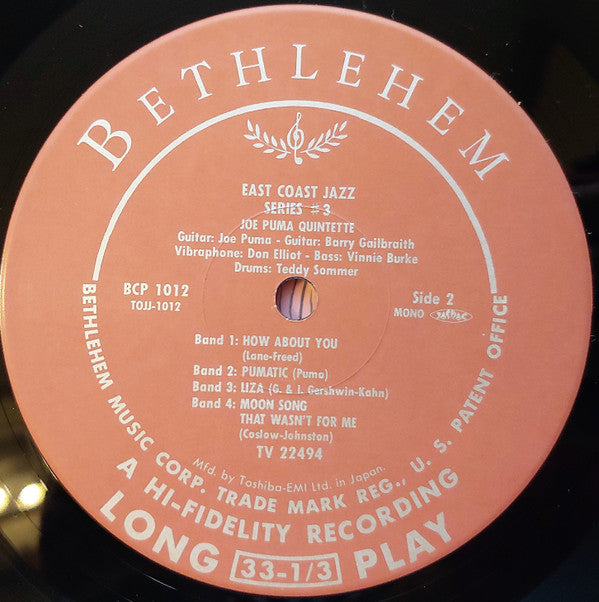 BETHLEHEM
EAST COAST JAZZ
SERIES #3
JOE PUMA QUINTETTE
Guitar: Joe Puma - Guitar: Barry Gailbraith
Vibraphone: Don Elliot - Bass: Vinnie Burke
Drums: Teddy Sommer
BCP 1012
TOJJ-1012
Side 2
MONO
Band 1: HOW ABOUT YOU
(Lane-Freed)
Band 2: PUMATIC (Puma)
Band 3: LIZA (G. & I. Gershwin-Kahn)
Band 4: MOON SONG
THAT WASN'T FOR ME
(Coslow-Johnston)
TV 22494
Mfd. by Toshiba-EMI Ltd. in Japan.
BETHLEHEM MUSIC CORP. TRADE MARK REG., U. S. PATENT OFFICE
A HI-FIDELITY RECORDING
LONG 33-1/3 PLAY